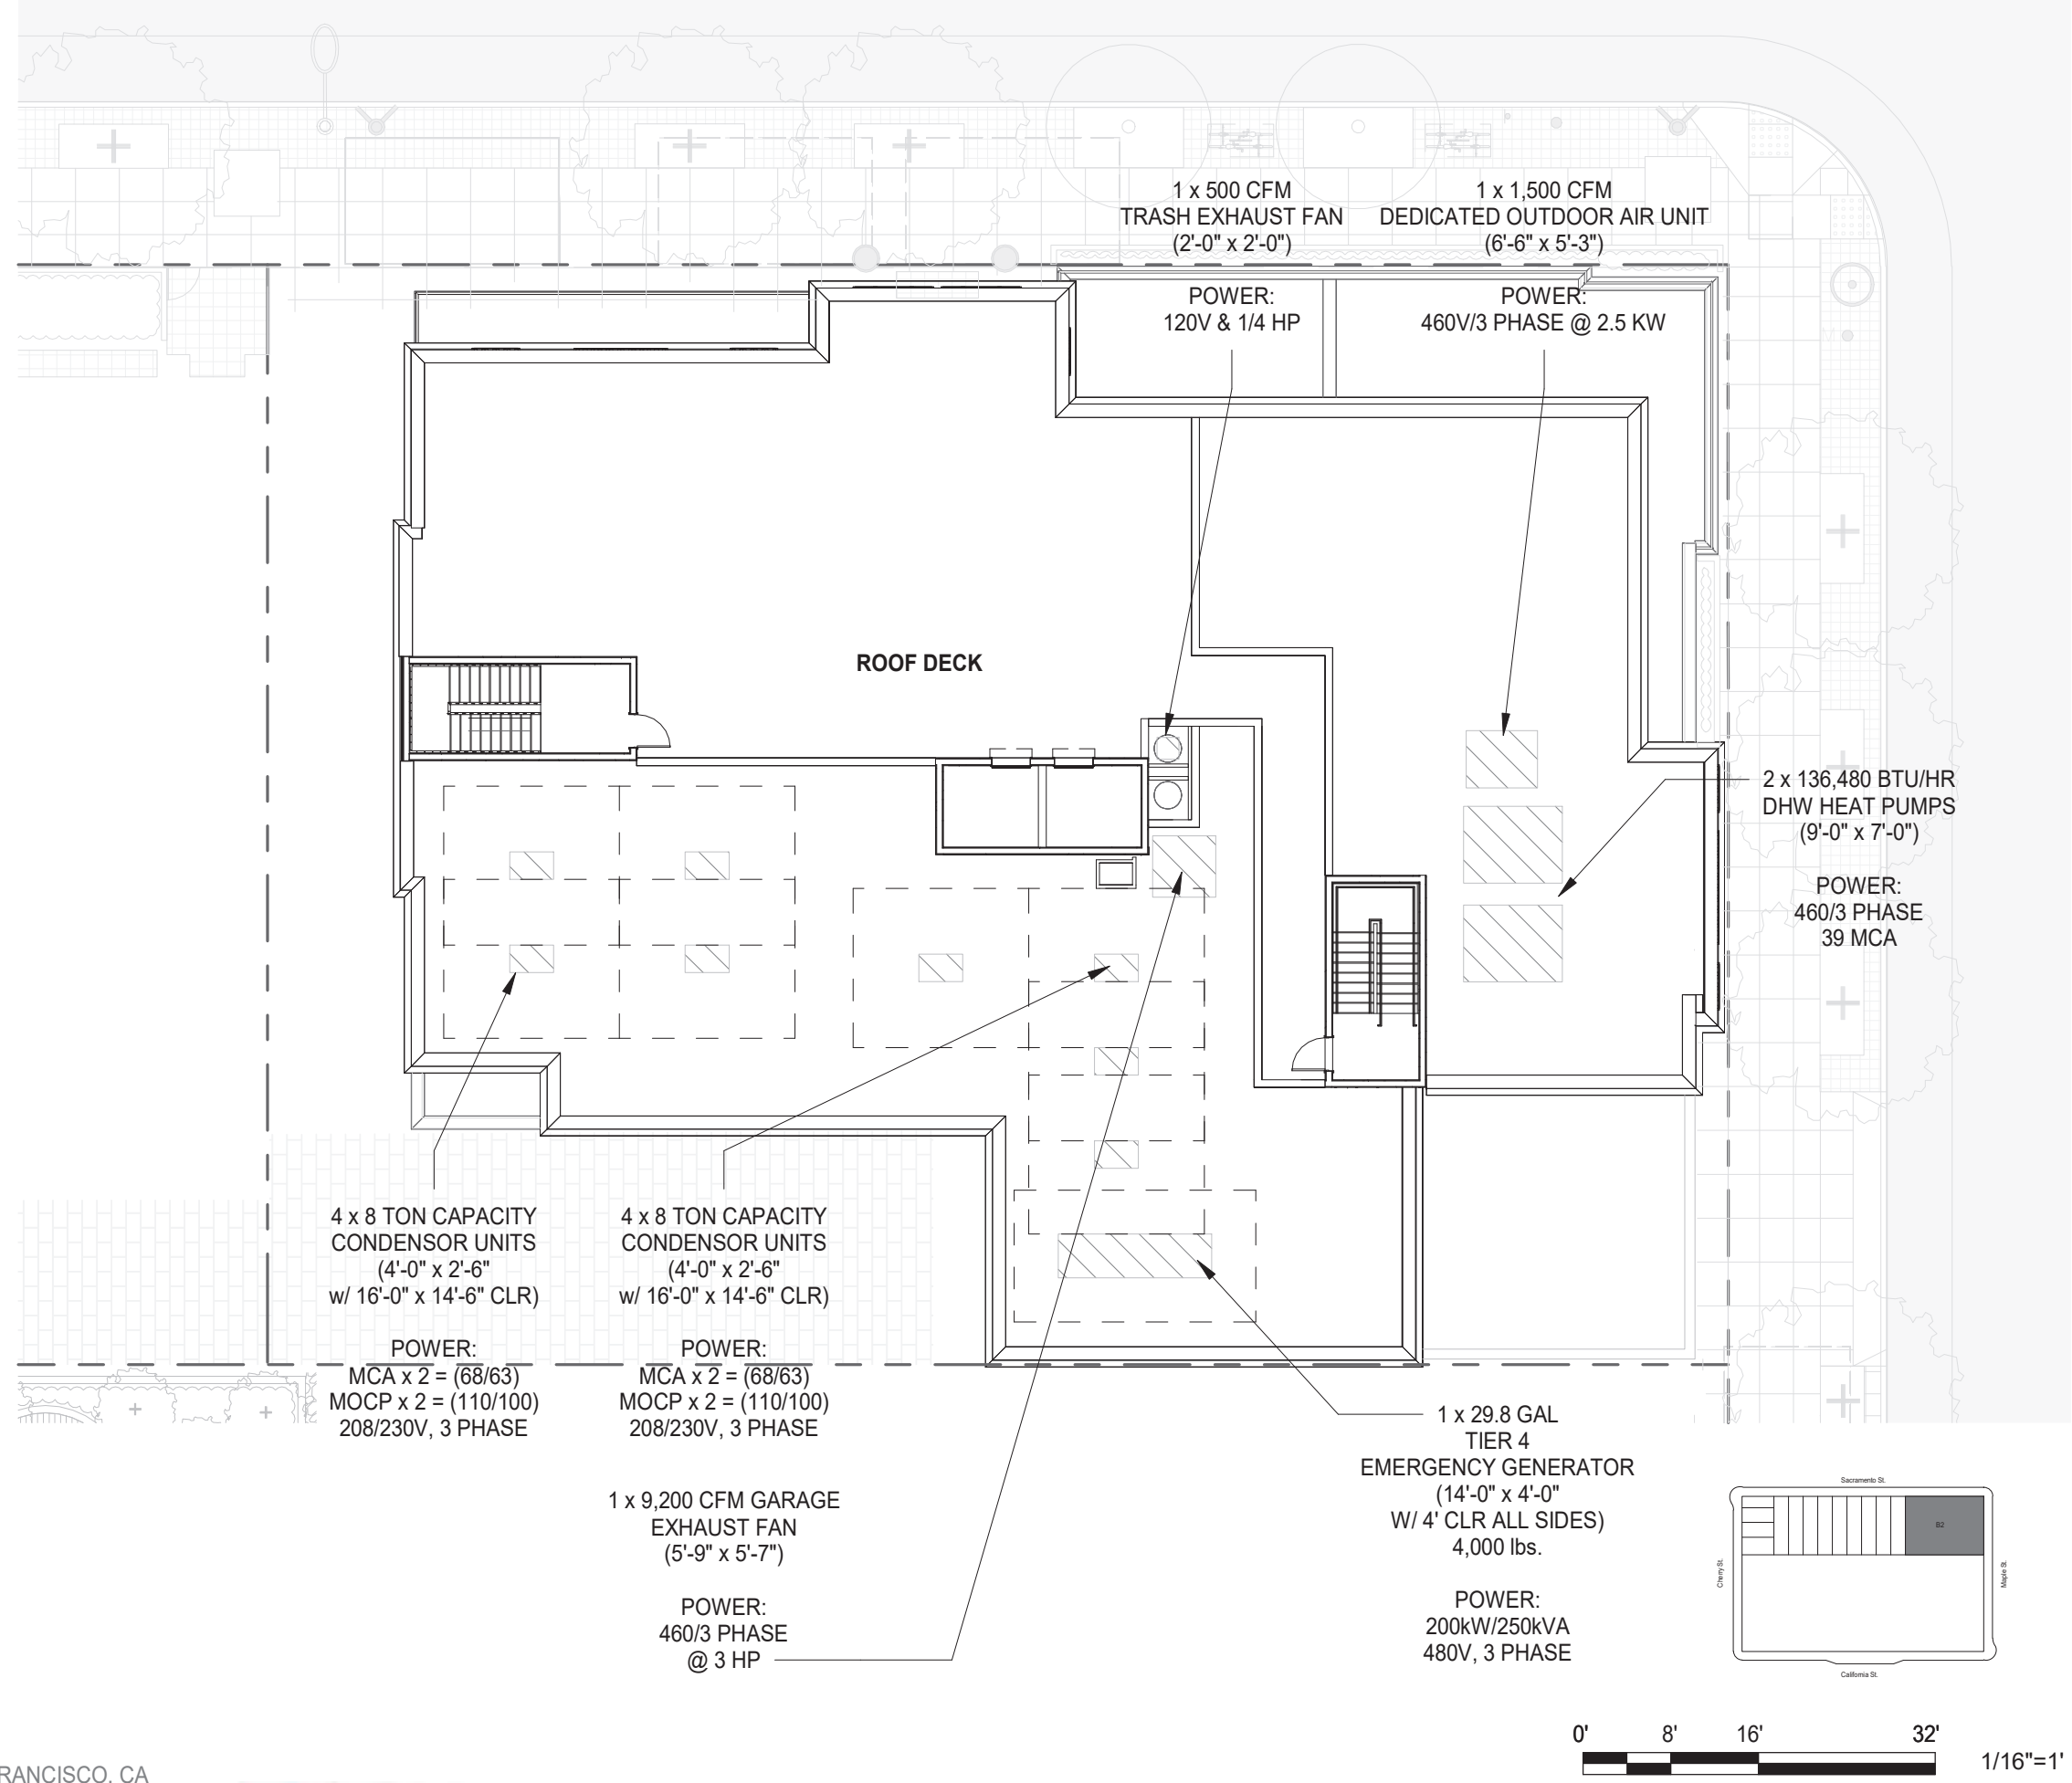 1 x 500 CFM
TRASH EXHAUST FAN
(2'-0" x 2'-0")
POWER:
120V & 1/4 HP
1 x 1,500 CFM
DEDICATED OUTDOOR AIR UNIT
(6'-6" x 5'-3")
POWER:
460V/3 PHASE @ 2.5 KW
ROOF DECK
2 x 136,480 BTU/HR
DHW HEAT PUMPS
(9'-0" x 7'-0")
POWER:
460/3 PHASE
39 MCA
4 x 8 TON CAPACITY
CONDENSOR UNITS
(4'-0" x 2'-6"
w/ 16'-0" x 14'-6" CLR)
POWER:
MCA x 2 = (68/63)
MOCP x 2 = (110/100)
208/230V, 3 PHASE
4 x 8 TON CAPACITY
CONDENSOR UNITS
(4'-0" x 2'-6"
w/ 16'-0" x 14'-6" CLR)
POWER:
MCA x 2 = (68/63)
MOCP x 2 = (110/100)
208/230V, 3 PHASE
1 x 9,200 CFM GARAGE
EXHAUST FAN
(5'-9" x 5'-7")
POWER:
460/3 PHASE
@ 3 HP
1 x 29.8 GAL
TIER 4
EMERGENCY GENERATOR
(14'-0" x 4'-0"
W/ 4' CLR ALL SIDES)
4,000 lbs.
POWER:
200kW/250kVA
480V, 3 PHASE
Sacramento St.
B2
Cherry St.
Maple St.
California St.
0' 8' 16' 32'
1/16"=1'
RANCISCO, CA